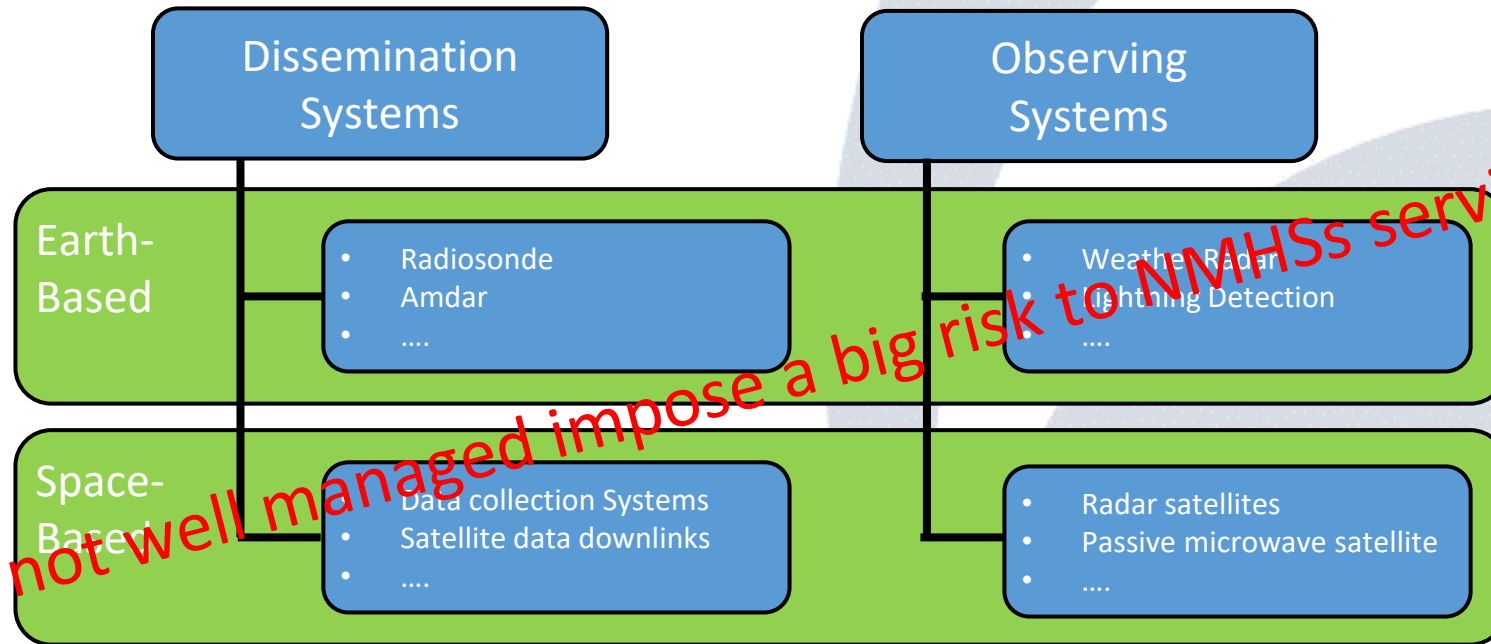 Dissemination
Systems
Observing
Systems
Earth-
Based
• Radiosonde
• Amdar
• ....
• Weather Radar
• Lightning Detection
• ....
Space-
Based
• Data collection Systems
• Satellite data downlinks
• ....
• Radar satellites
• Passive microwave satellite
• ....
not well managed impose a big risk to NMHSs servi